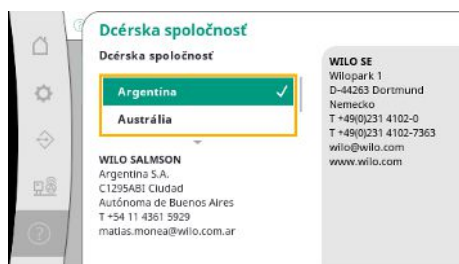 Dcérska spoločnosť
Dcérska spoločnosť
Argentína
Austrália
WILO SALMSON
Argentina S.A.
C1295ABI Ciudad
Autónoma de Buenos Aires
T +54 11 4361 5929
matias.monea@wilo.com.ar
WILO SE
Wilopark 1
D-44263 Dortmund
Nemecko
T +49(0)231 4102-0
T +49(0)231 4102-7363
wilo@wilo.com
www.wilo.com